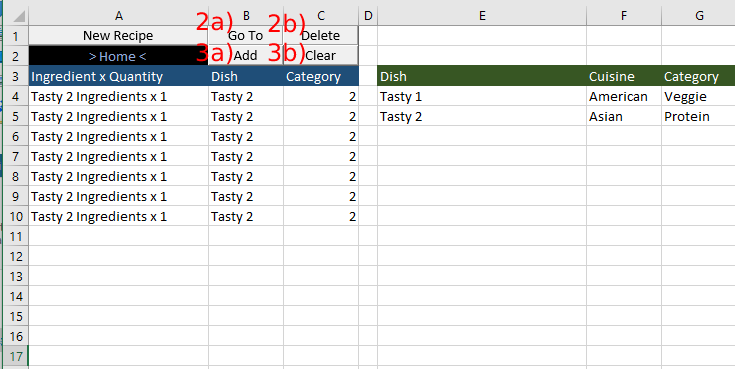 A B C D E F G
2a) 2b)
1 New Recipe Go To Delete
3a) 3b)
2 > Home < Add Clear
3 Ingredient x Quantity Dish Category Dish Cuisine Category
4 Tasty 2 Ingredients x 1 Tasty 2 2 Tasty 1 American Veggie
5 Tasty 2 Ingredients x 1 Tasty 2 2 Tasty 2 Asian Protein
6 Tasty 2 Ingredients x 1 Tasty 2 2
7 Tasty 2 Ingredients x 1 Tasty 2 2
8 Tasty 2 Ingredients x 1 Tasty 2 2
9 Tasty 2 Ingredients x 1 Tasty 2 2
10 Tasty 2 Ingredients x 1 Tasty 2 2
11
12
13
14
15
16
17